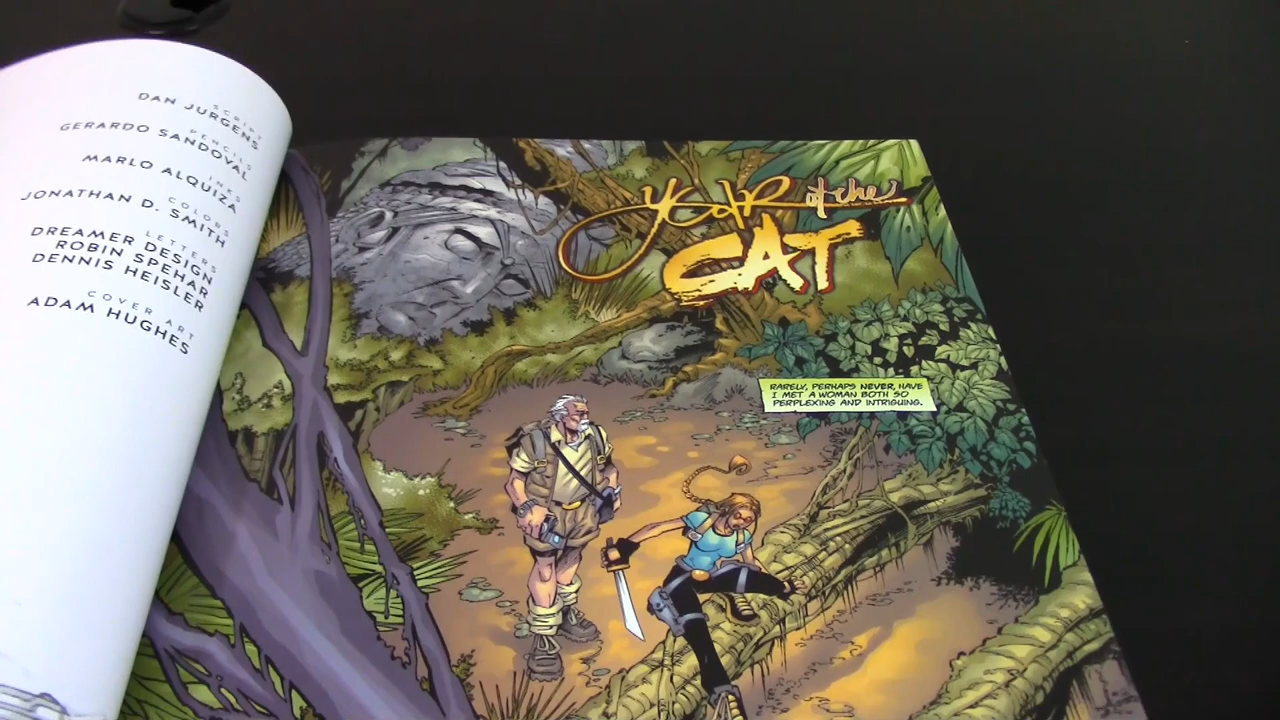 SCRIPT
DAN JURGENS
PENCILS
GERARDO SANDOVAL
INKS
MARLO ALQUIZA
COLORS
JONATHAN D. SMITH
LETTERS
DREAMER DESIGN
ROBIN SPEHAR
DENNIS HEISLER
COVER ART
ADAM HUGHES
year of the
CAT
RARELY, PERHAPS NEVER, HAVE
I MET A WOMAN BOTH SO
PERPLEXING AND INTRIGUING.